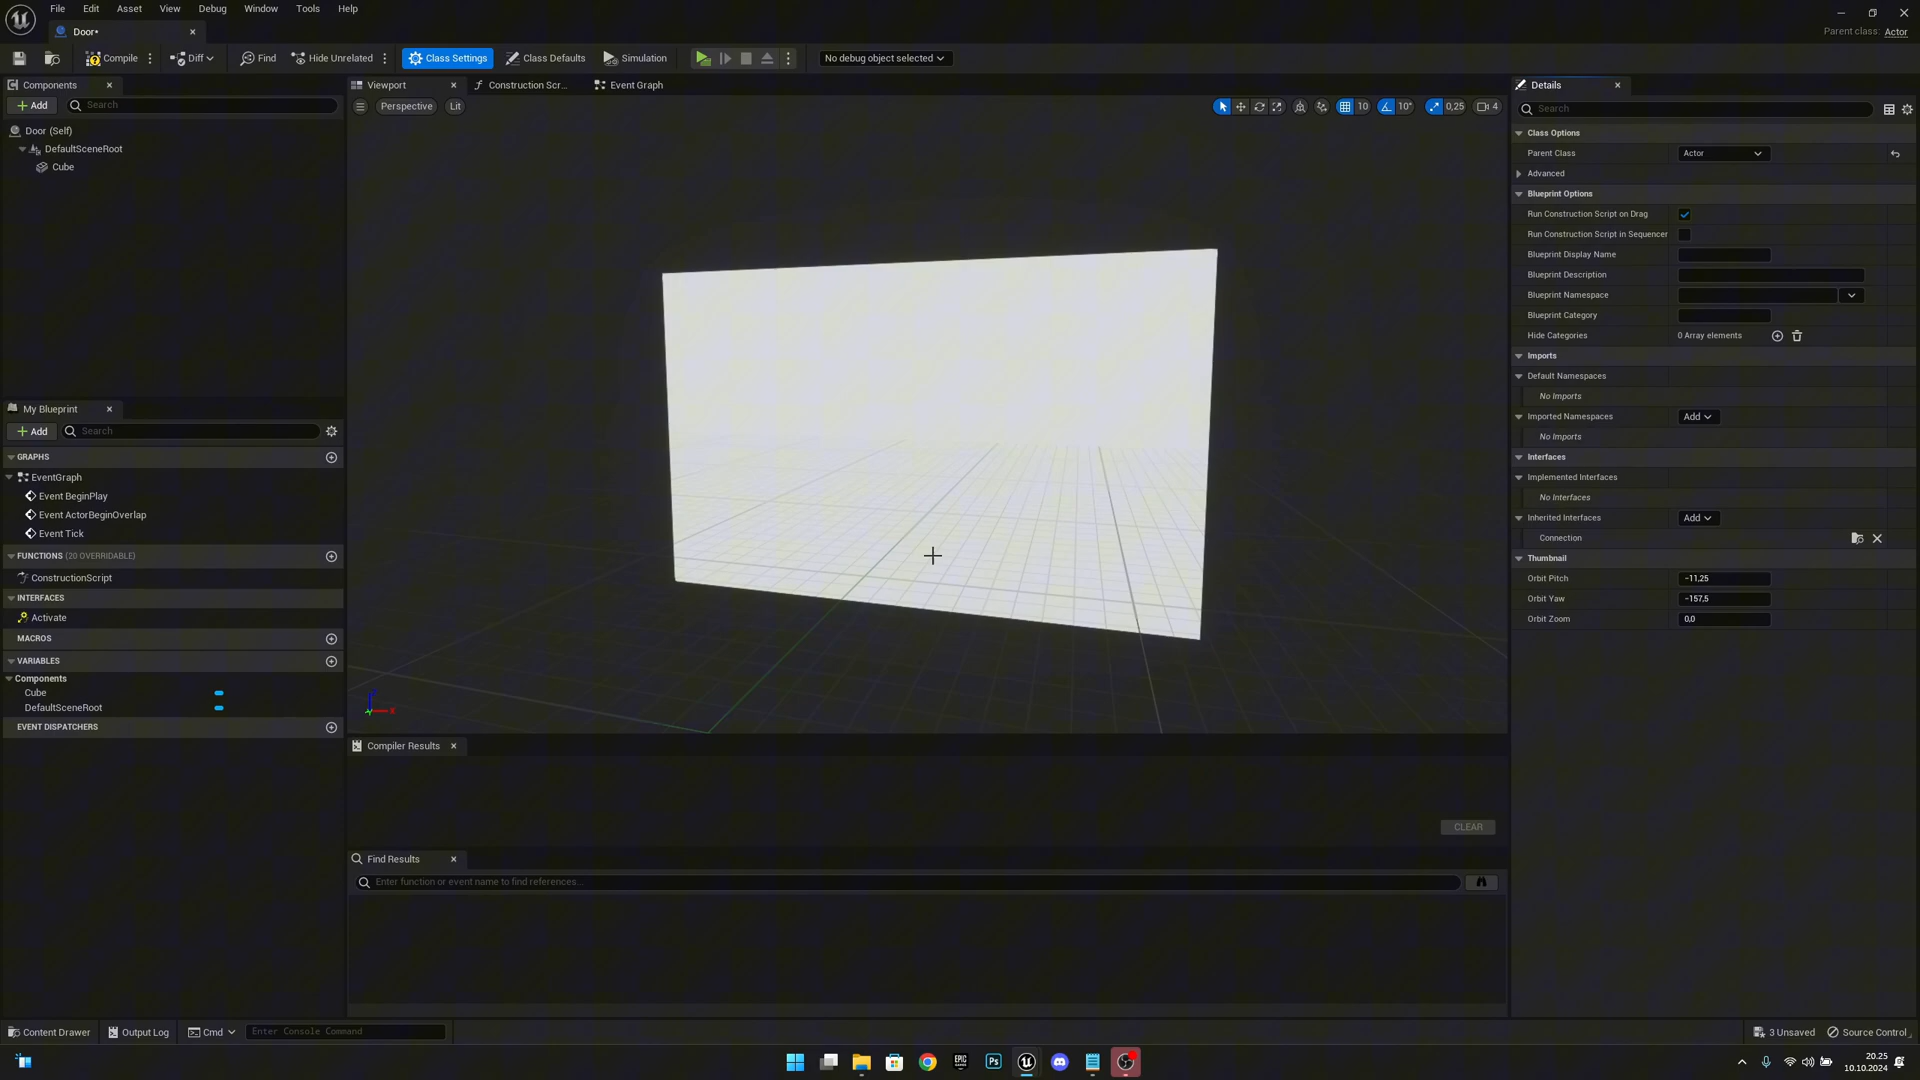 File Edit Asset View Debug Window Tools Help
Door•
Parent class: Actor
Compile Diff Find Hide Unrelated Class Settings Class Defaults Simulation No debug object selected
Components
Add Search
Door (Self)
DefaultSceneRoot
Cube
My Blueprint
Add Search
GRAPHS
EventGraph
Event BeginPlay
Event ActorBeginOverlap
Event Tick
FUNCTIONS (20 OVERRIDABLE)
ConstructionScript
INTERFACES
Activate
MACROS
VARIABLES
Components
Cube
DefaultSceneRoot
EVENT DISPATCHERS
Viewport Construction Scr... Event Graph
Perspective Lit 10 10° 0,25 4
Compiler Results
CLEAR
Find Results
Enter function or event name to find references...
Details
Search
Class Options
Parent Class Actor
Advanced
Blueprint Options
Run Construction Script on Drag
Run Construction Script in Sequencer
Blueprint Display Name
Blueprint Description
Blueprint Namespace
Blueprint Category
Hide Categories 0 Array elements
Imports
Default Namespaces
No Imports
Imported Namespaces Add
No Imports
Interfaces
Implemented Interfaces
No Interfaces
Inherited Interfaces Add
Connection
Thumbnail
Orbit Pitch -11,25
Orbit Yaw -157,5
Orbit Zoom 0,0
Content Drawer Output Log Cmd Enter Console Command 3 Unsaved Source Control
EPIC GAMES Ps
20.25
10.10.2024